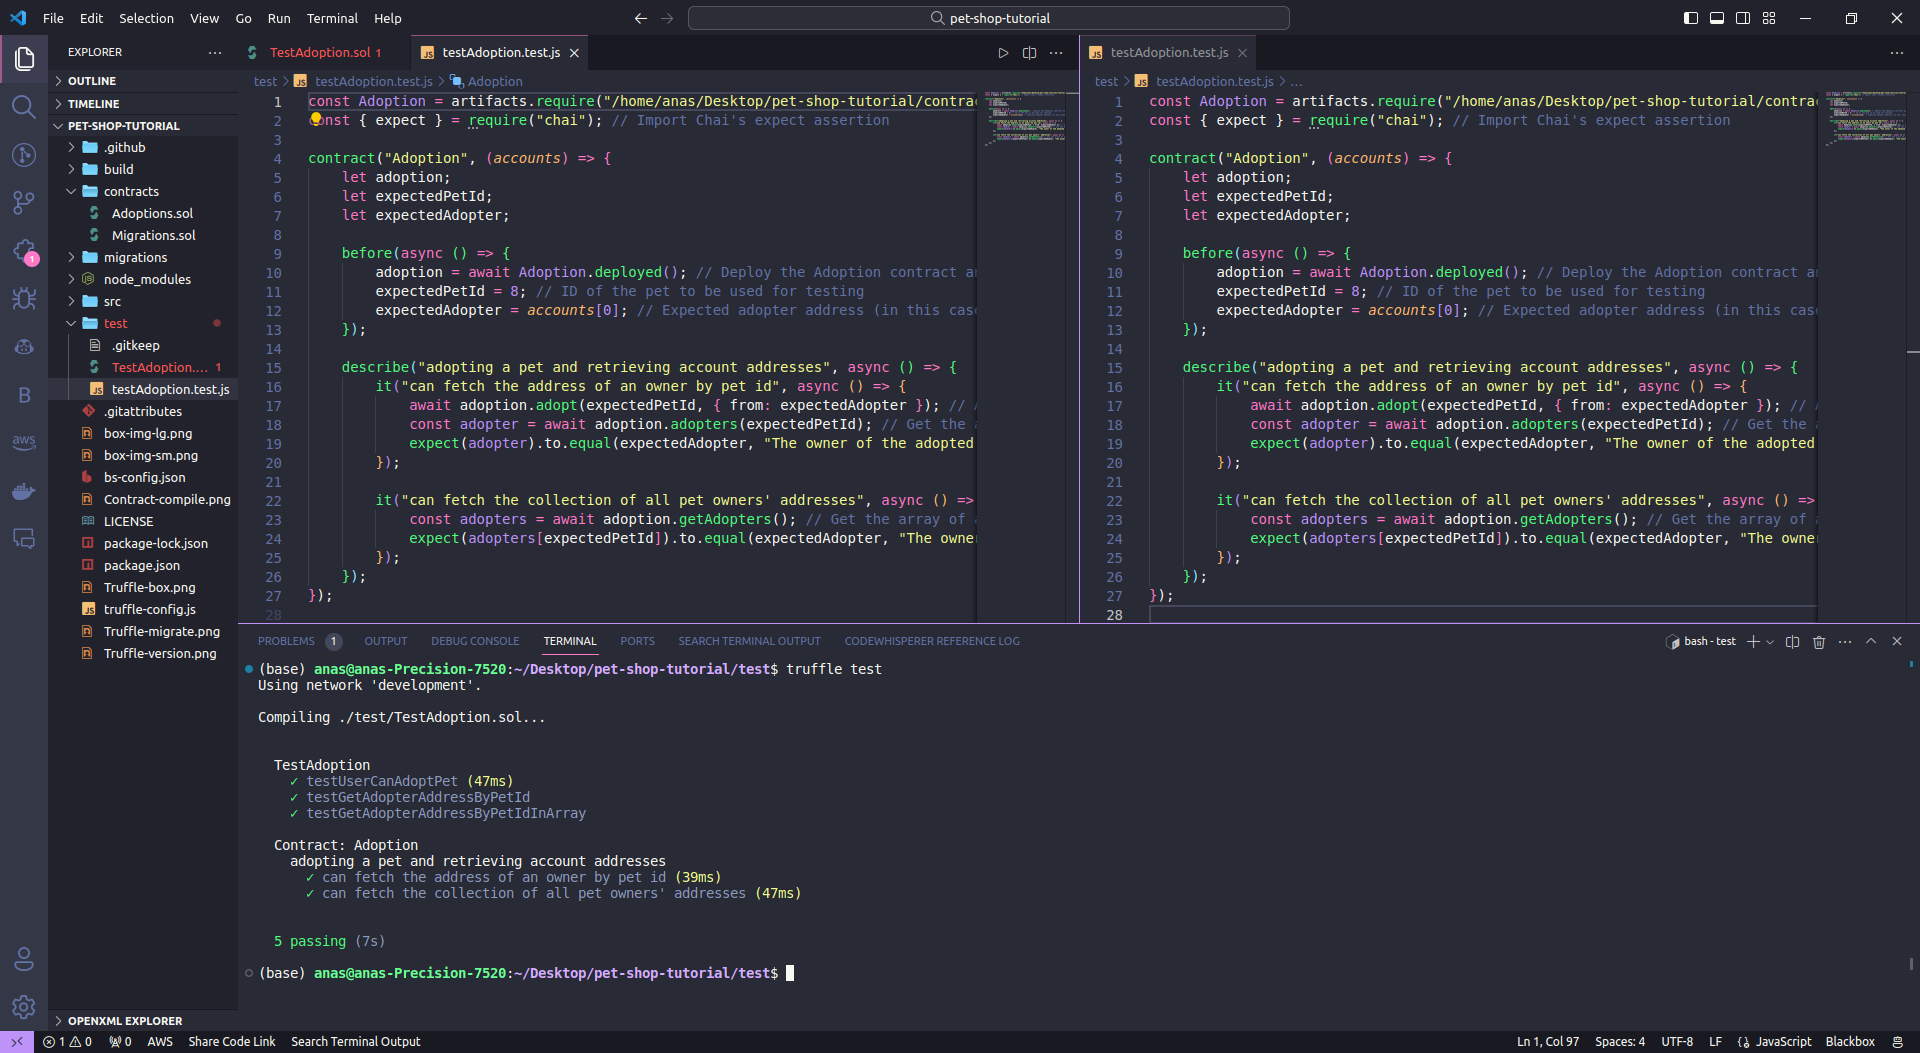 File Edit Selection View Go Run Terminal Help
pet-shop-tutorial
EXPLORER
OUTLINE
TIMELINE
PET-SHOP-TUTORIAL
.github
build
contracts
Adoptions.sol
Migrations.sol
migrations
node_modules
src
test
.gitkeep
TestAdoption.... 1
testAdoption.test.js
.gitattributes
box-img-lg.png
box-img-sm.png
bs-config.json
Contract-compile.png
LICENSE
package-lock.json
package.json
Truffle-box.png
truffle-config.js
Truffle-migrate.png
Truffle-version.png
OPENXML EXPLORER
TestAdoption.sol 1
testAdoption.test.js
test > testAdoption.test.js > Adoption
1 const Adoption = artifacts.require("/home/anas/Desktop/pet-shop-tutorial/contra
2 const { expect } = require("chai"); // Import Chai's expect assertion
3
4 contract("Adoption", (accounts) => {
5 let adoption;
6 let expectedPetId;
7 let expectedAdopter;
8
9 before(async () => {
10 adoption = await Adoption.deployed(); // Deploy the Adoption contract a
11 expectedPetId = 8; // ID of the pet to be used for testing
12 expectedAdopter = accounts[0]; // Expected adopter address (in this cas
13 });
14
15 describe("adopting a pet and retrieving account addresses", async () => {
16 it("can fetch the address of an owner by pet id", async () => {
17 await adoption.adopt(expectedPetId, { from: expectedAdopter }); //
18 const adopter = await adoption.adopters(expectedPetId); // Get the
19 expect(adopter).to.equal(expectedAdopter, "The owner of the adopted
20 });
21
22 it("can fetch the collection of all pet owners' addresses", async () =>
23 const adopters = await adoption.getAdopters(); // Get the array of
24 expect(adopters[expectedPetId]).to.equal(expectedAdopter, "The owne
25 });
26 });
27 });
28
testAdoption.test.js
test > testAdoption.test.js > ...
1 const Adoption = artifacts.require("/home/anas/Desktop/pet-shop-tutorial/contra
2 const { expect } = require("chai"); // Import Chai's expect assertion
3
4 contract("Adoption", (accounts) => {
5 let adoption;
6 let expectedPetId;
7 let expectedAdopter;
8
9 before(async () => {
10 adoption = await Adoption.deployed(); // Deploy the Adoption contract a
11 expectedPetId = 8; // ID of the pet to be used for testing
12 expectedAdopter = accounts[0]; // Expected adopter address (in this cas
13 });
14
15 describe("adopting a pet and retrieving account addresses", async () => {
16 it("can fetch the address of an owner by pet id", async () => {
17 await adoption.adopt(expectedPetId, { from: expectedAdopter }); //
18 const adopter = await adoption.adopters(expectedPetId); // Get the
19 expect(adopter).to.equal(expectedAdopter, "The owner of the adopted
20 });
21
22 it("can fetch the collection of all pet owners' addresses", async () =>
23 const adopters = await adoption.getAdopters(); // Get the array of
24 expect(adopters[expectedPetId]).to.equal(expectedAdopter, "The owne
25 });
26 });
27 });
28
PROBLEMS 1 OUTPUT DEBUG CONSOLE TERMINAL PORTS SEARCH TERMINAL OUTPUT CODEWHISPERER REFERENCE LOG
bash - test
(base) anas@anas-Precision-7520:~/Desktop/pet-shop-tutorial/test$ truffle test
Using network 'development'.
Compiling ./test/TestAdoption.sol...
TestAdoption
✓ testUserCanAdoptPet (47ms)
✓ testGetAdopterAddressByPetId
✓ testGetAdopterAddressByPetIdInArray
Contract: Adoption
adopting a pet and retrieving account addresses
✓ can fetch the address of an owner by pet id (39ms)
✓ can fetch the collection of all pet owners' addresses (47ms)
5 passing (7s)
(base) anas@anas-Precision-7520:~/Desktop/pet-shop-tutorial/test$
1
B
aws
1 0 0 AWS Share Code Link Search Terminal Output
Ln 1, Col 97 Spaces: 4 UTF-8 LF JavaScript Blackbox